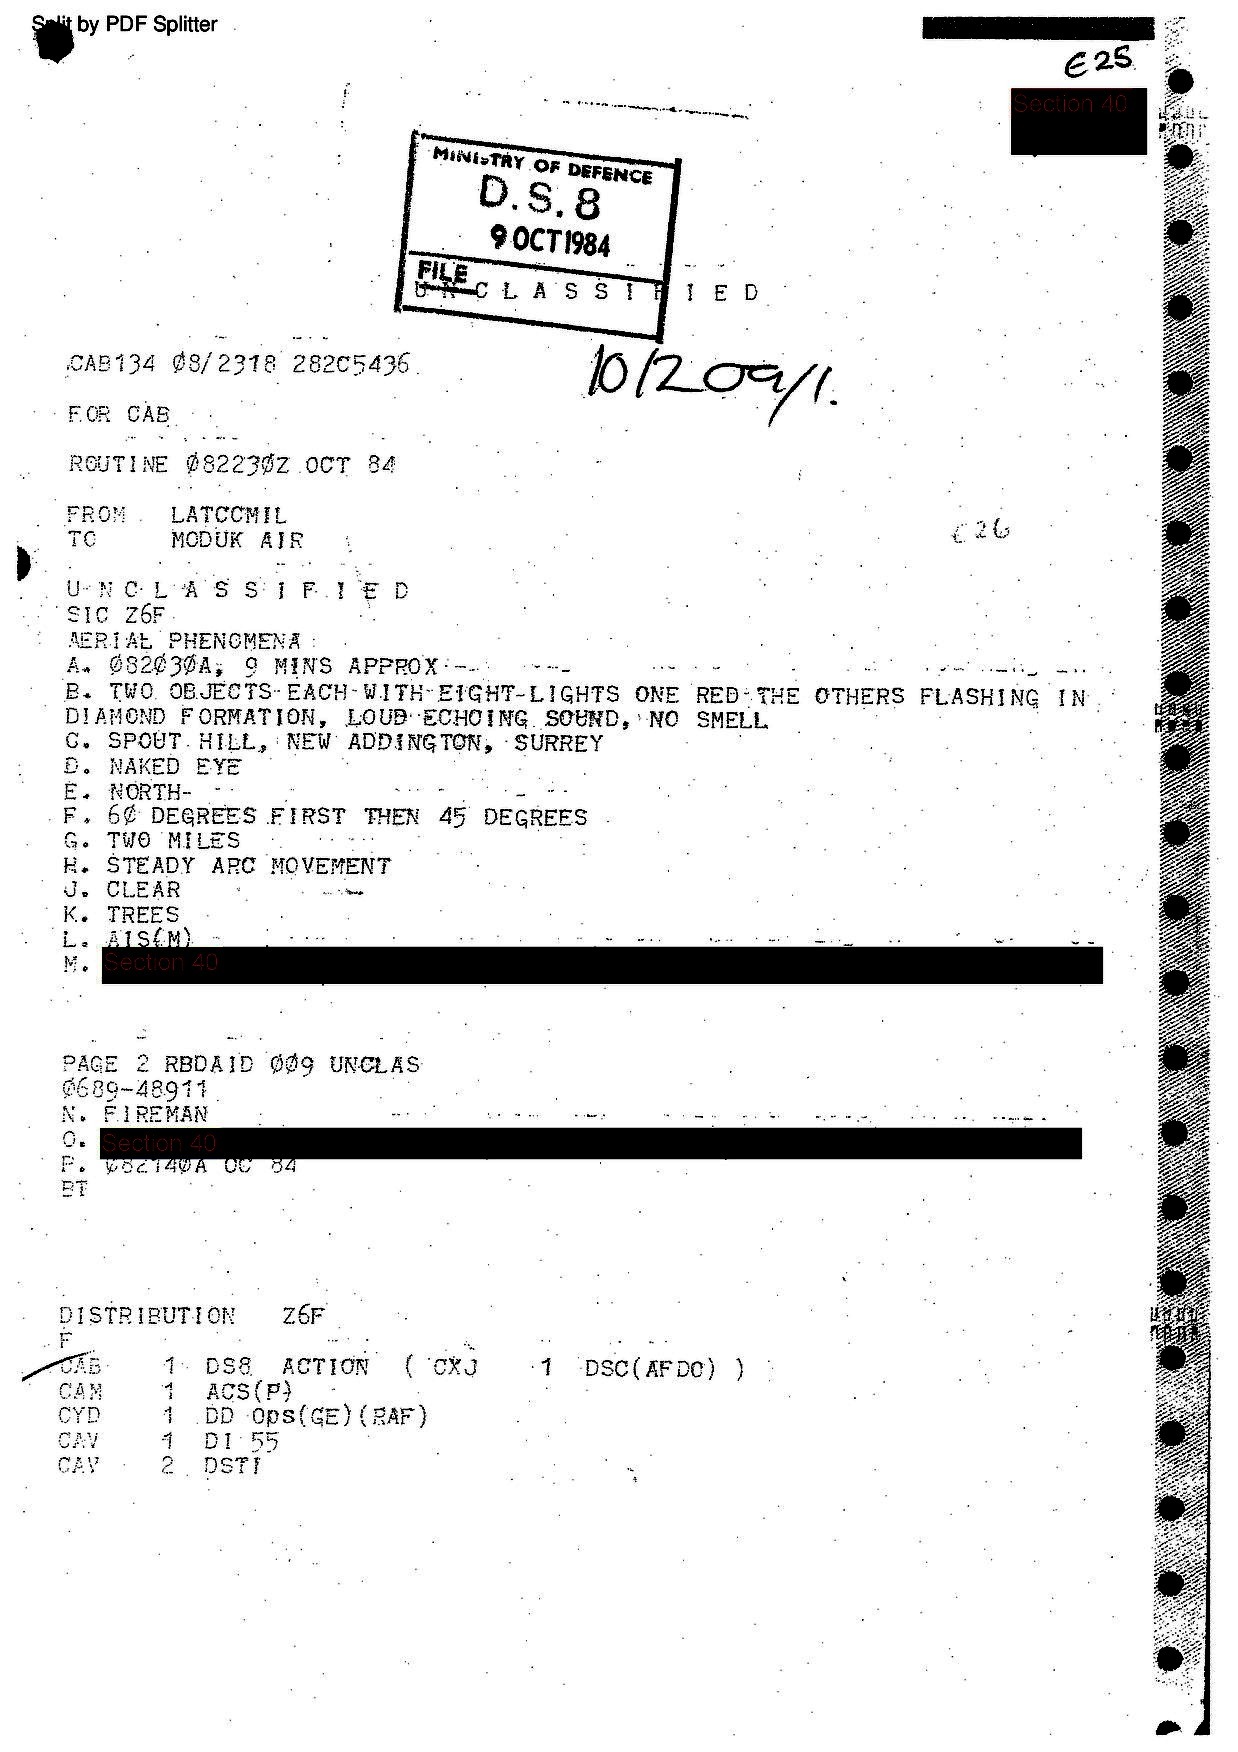 Split by PDF Splitter
E25
Section 40
MINISTRY OF DEFENCE
D.S.8
9 OCT 1984
FILE
U N C L A S S I F I E D
CAB134 Ø8/2318 282C5436
10/209/1.
FOR CAB
ROUTINE Ø8223ØZ OCT 84
FROM LATCCMIL
TO MODUK AIR
E26
U N C L A S S I F I E D
SIC Z6F
AERIAL PHENOMENA
A. Ø82Ø3ØA, 9 MINS APPROX
B. TWO OBJECTS EACH WITH EIGHT LIGHTS ONE RED THE OTHERS FLASHING IN
DIAMOND FORMATION, LOUD ECHOING SOUND, NO SMELL
C. SPOUT HILL, NEW ADDINGTON, SURREY
D. NAKED EYE
E. NORTH
F. 6Ø DEGREES FIRST THEN 45 DEGREES
G. TWO MILES
H. STEADY ARC MOVEMENT
J. CLEAR
K. TREES
L. AIS(M)
M. Section 40
PAGE 2 RBDAID ØØ9 UNCLAS
Ø689-48911
N. FIREMAN
O. Section 40
P. Ø8214ØA OC 84
BT
DISTRIBUTION Z6F
F
CAB 1 DS8 ACTION ( CXJ 1 DSC(AFDO) )
CAM 1 ACS(P)
CYD 1 DD Ops(GE)(RAF)
CAV 1 DI 55
CAV 2 DSTI